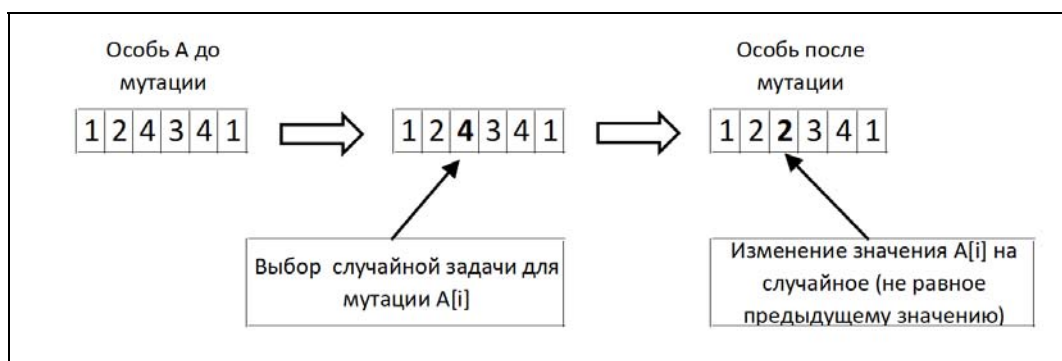 Особь А до
мутации
1 2 4 3 4 1
1 2 4 3 4 1
Особь после
мутации
1 2 2 3 4 1
Выбор случайной задачи для
мутации A[i]
Изменение значения A[i] на
случайное (не равное
предыдущему значению)